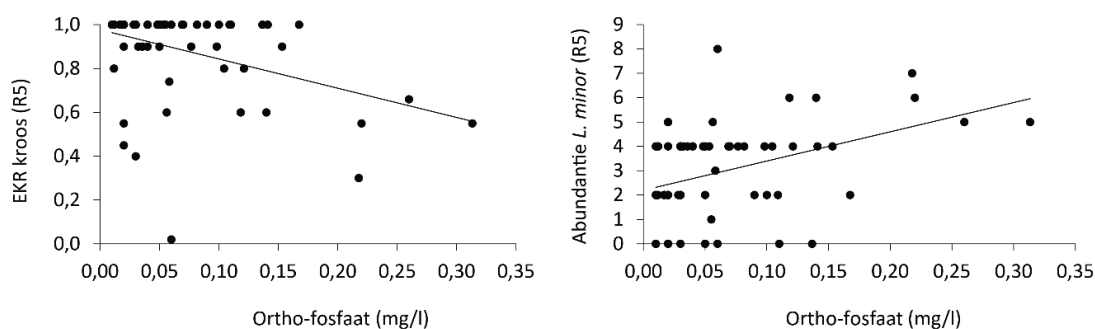 EKR kroos (R5)
1,0
0,8
0,6
0,4
0,2
0,0
0,00 0,05 0,10 0,15 0,20 0,25 0,30 0,35
Ortho-fosfaat (mg/l)
Abundantie L. minor (R5)
9
8
7
6
5
4
3
2
1
0
0,00 0,05 0,10 0,15 0,20 0,25 0,30 0,35
Ortho-fosfaat (mg/l)